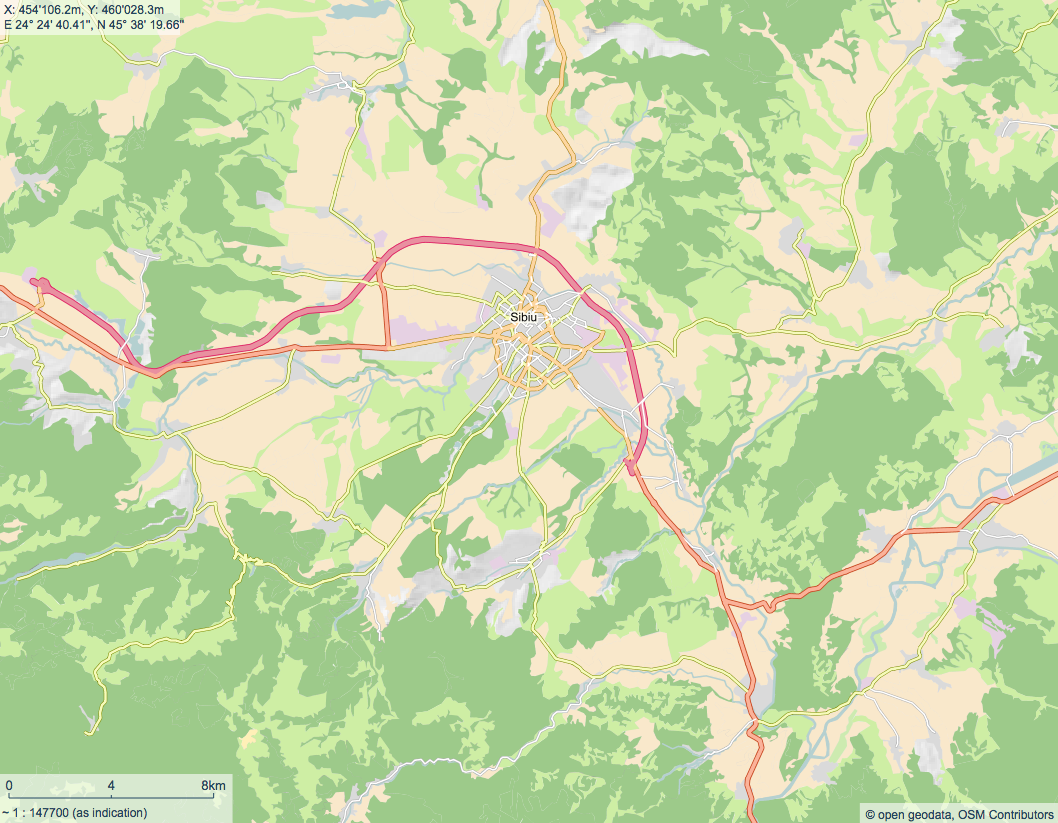 X: 454'106.2m, Y: 460'028.3m
E 24° 24' 40.41", N 45° 38' 19.66"
Sibiu
0 4 8km
~ 1 : 147700 (as indication)
© open geodata, OSM Contributors